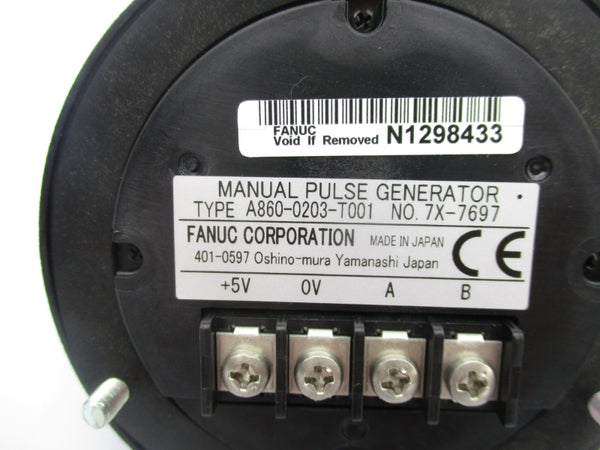 FANUC
Void If Removed N1298433
MANUAL PULSE GENERATOR
TYPE A860-0203-T001 NO. 7X-7697
FANUC CORPORATION MADE IN JAPAN
401-0597 Oshino-mura Yamanashi Japan
CE
+5V 0V A B